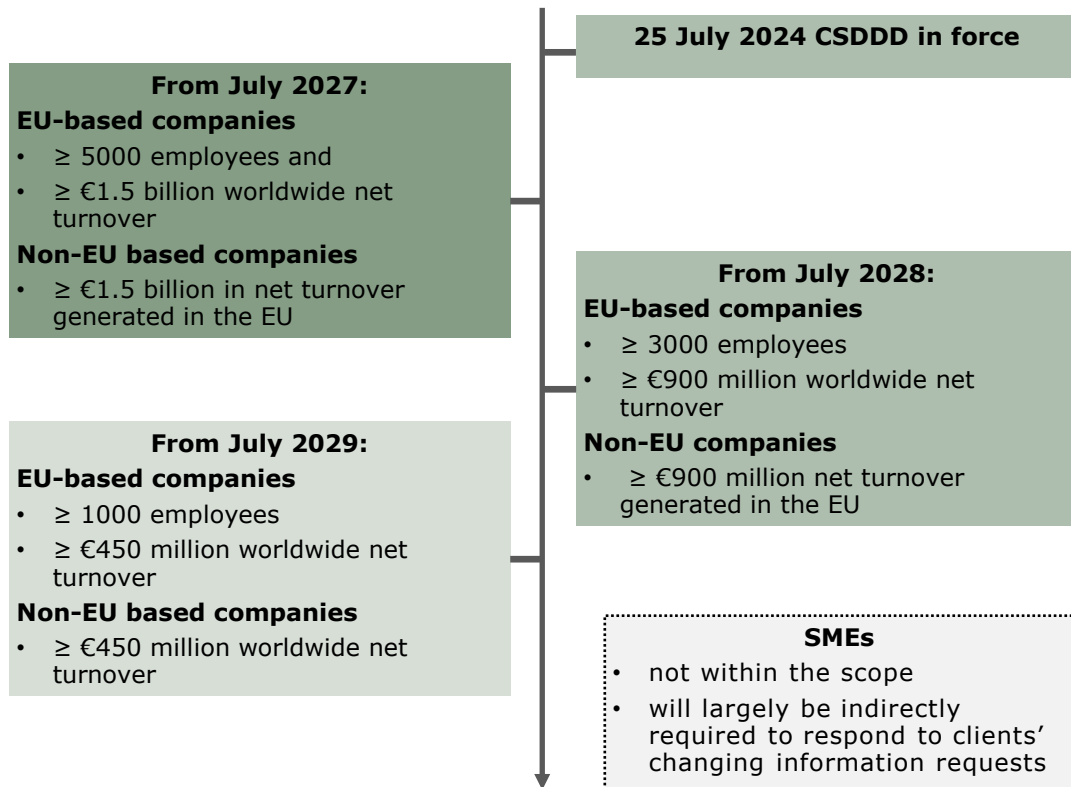 25 July 2024 CSDDD in force
From July 2027:
EU-based companies
• ≥ 5000 employees and
• ≥ €1.5 billion worldwide net
turnover
Non-EU based companies
• ≥ €1.5 billion in net turnover
generated in the EU
From July 2028:
EU-based companies
• ≥ 3000 employees
• ≥ €900 million worldwide net
turnover
Non-EU companies
• ≥ €900 million net turnover
generated in the EU
From July 2029:
EU-based companies
• ≥ 1000 employees
• ≥ €450 million worldwide net
turnover
Non-EU based companies
• ≥ €450 million worldwide net
turnover
SMEs
• not within the scope
• will largely be indirectly
required to respond to clients’
changing information requests